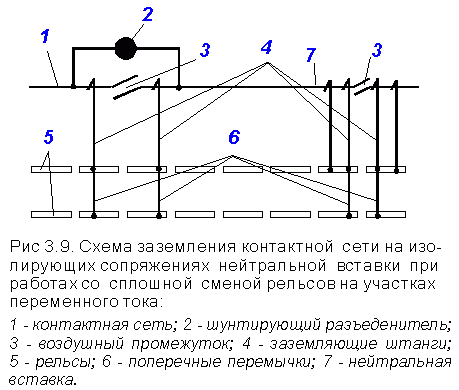 2
1
3
4
7
3
5
6
Рис 3.9. Схема заземления контактной сети на изо-
лирующих сопряжениях нейтральной вставки при
работах со сплошной сменой рельсов на участках
переменного тока:
1 - контактная сеть; 2 - шунтирующий разъеденитель;
3 - воздушный промежуток; 4 - заземляющие штанги;
5 - рельсы; 6 - поперечные перемычки; 7 - нейтральная
вставка.